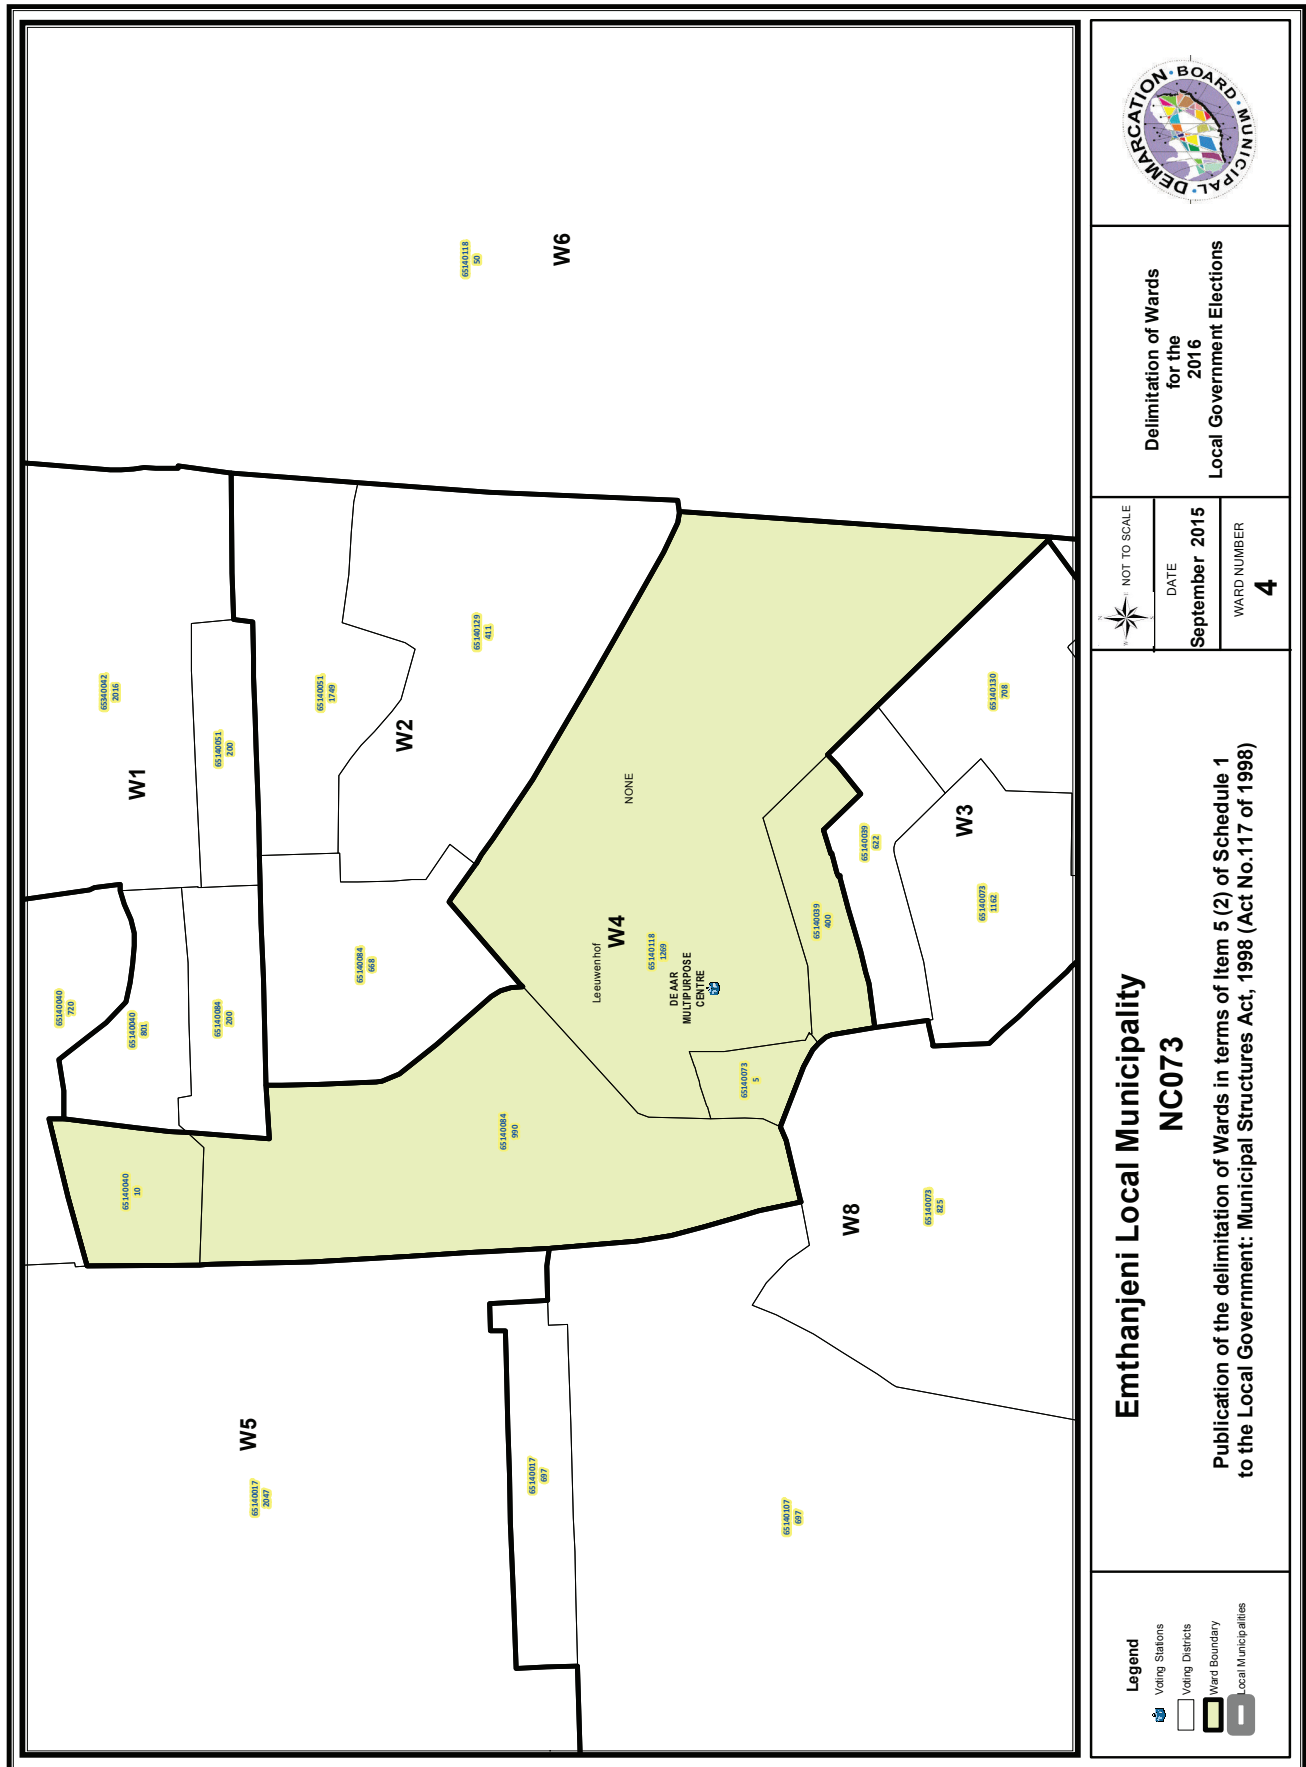 W6
65140118
50
65340042
2016
W1
65140051
200
65140051
1749
W2
65140129
411
65140040
720
65140040
801
65140084
200
65140084
668
65140040
10
65140084
990
NONE
W4
Leeuwenhof
65140118
1269
DE AAR
MULTIPURPOSE
CENTRE
65140073
5
65140039
400
65140039
622
W3
65140130
708
65140073
1162
W8
65140073
825
W5
65140017
2047
65140017
697
65140107
697
Legend
Voting Stations
Voting Districts
Ward Boundary
Local Municipalities
Emthanjeni Local Municipality
NC073
Publication of the delimitation of Wards in terms of Item 5 (2) of Schedule 1
to the Local Government: Municipal Structures Act, 1998 (Act No.117 of 1998)
NOT TO SCALE
DATE
September 2015
WARD NUMBER
4
Delimitation of Wards
for the
2016
Local Government Elections
MUNICIPAL • DEMARCATION • BOARD •